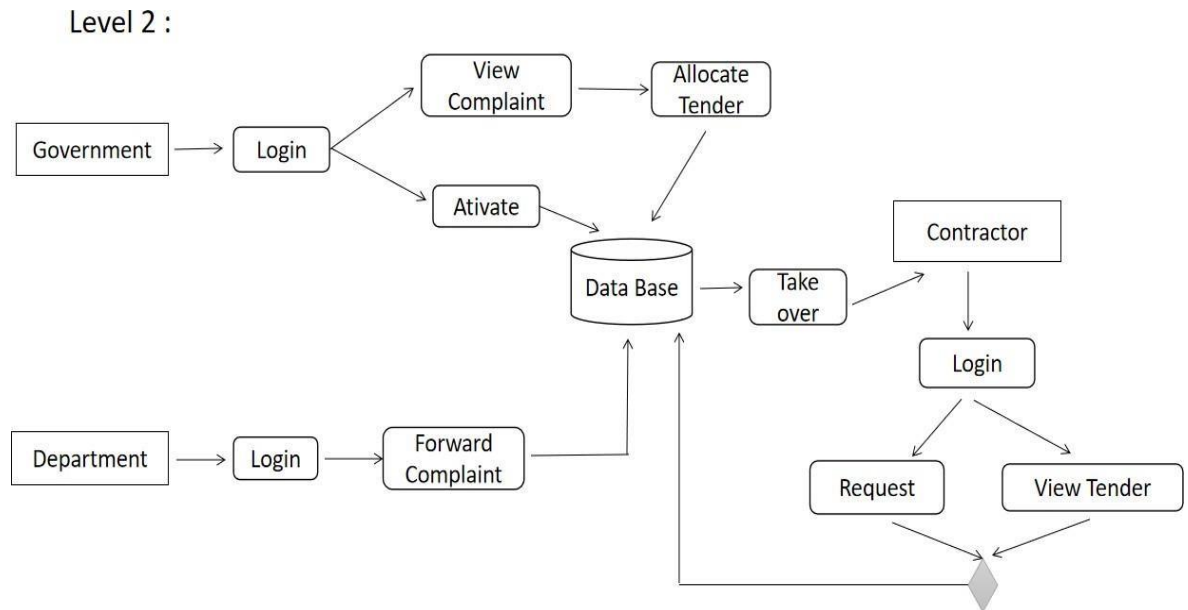 Level 2 :
View
Complaint
Allocate
Tender
Government
Login
Ativate
Contractor
Data Base
Take
over
Login
Department
Login
Forward
Complaint
Request
View Tender